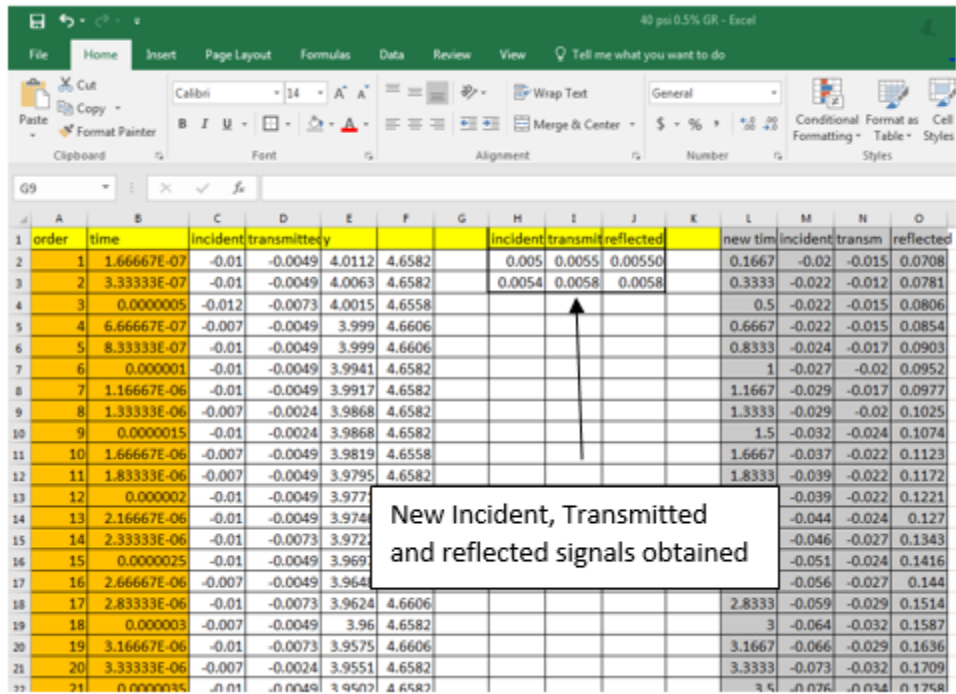 40 psi 0.5% GR - Excel
File Home Insert Page Layout Formulas Data Review View Tell me what you want to do
Cut
Copy
Format Painter
Paste
Calibri 14 A A
B I U A
Wrap Text
Merge & Center
General
$ % ,
Conditional Formatting
Format as Table
Cell Styles
Clipboard Font Alignment Number Styles
G9 fx
A B C D E F G H I J K L M N O
1 order time incident transmitted y incident transmit reflected new tim incident transm reflected
2 1 1.66667E-07 -0.01 -0.0049 4.0112 4.6582 0.005 0.0055 0.00550 0.1667 -0.02 -0.015 0.0708
3 2 3.33333E-07 -0.01 -0.0049 4.0063 4.6582 0.0054 0.0058 0.0058 0.3333 -0.022 -0.012 0.0781
4 3 0.0000005 -0.012 -0.0073 4.0015 4.6558 0.5 -0.022 -0.015 0.0806
5 4 6.66667E-07 -0.007 -0.0049 3.999 4.6606 0.6667 -0.022 -0.015 0.0854
6 5 8.33333E-07 -0.01 -0.0049 3.999 4.6606 0.8333 -0.024 -0.017 0.0903
7 6 0.000001 -0.01 -0.0049 3.9941 4.6582 1 -0.027 -0.02 0.0952
8 7 1.16667E-06 -0.01 -0.0049 3.9917 4.6582 1.1667 -0.029 -0.017 0.0977
9 8 1.33333E-06 -0.007 -0.0024 3.9868 4.6582 1.3333 -0.029 -0.02 0.1025
10 9 0.0000015 -0.01 -0.0024 3.9868 4.6582 1.5 -0.032 -0.024 0.1074
11 10 1.66667E-06 -0.007 -0.0049 3.9819 4.6558 1.6667 -0.037 -0.022 0.1123
12 11 1.83333E-06 -0.007 -0.0049 3.9795 4.6582 1.8333 -0.039 -0.022 0.1172
13 12 0.000002 -0.01 -0.0049 -0.039 -0.022 0.1221
14 13 2.16667E-06 -0.01 -0.0049 -0.044 -0.024 0.127
15 14 2.33333E-06 -0.01 -0.0073 -0.046 -0.027 0.1343
16 15 0.0000025 -0.01 -0.0049 -0.051 -0.024 0.1416
17 16 2.66667E-06 -0.007 -0.0049 -0.056 -0.027 0.144
New Incident, Transmitted
and reflected signals obtained
18 17 2.83333E-06 -0.01 -0.0073 3.9624 4.6606 2.8333 -0.059 -0.029 0.1514
19 18 0.000003 -0.007 -0.0049 3.96 4.6582 3 -0.064 -0.032 0.1587
20 19 3.16667E-06 -0.01 -0.0073 3.9575 4.6606 3.1667 -0.066 -0.029 0.1636
21 20 3.33333E-06 -0.007 -0.0024 3.9551 4.6582 3.3333 -0.073 -0.032 0.1709
22 21 0.0000035 -0.01 -0.0049 3.9502 4.6582 3.5 -0.076 -0.034 0.1758